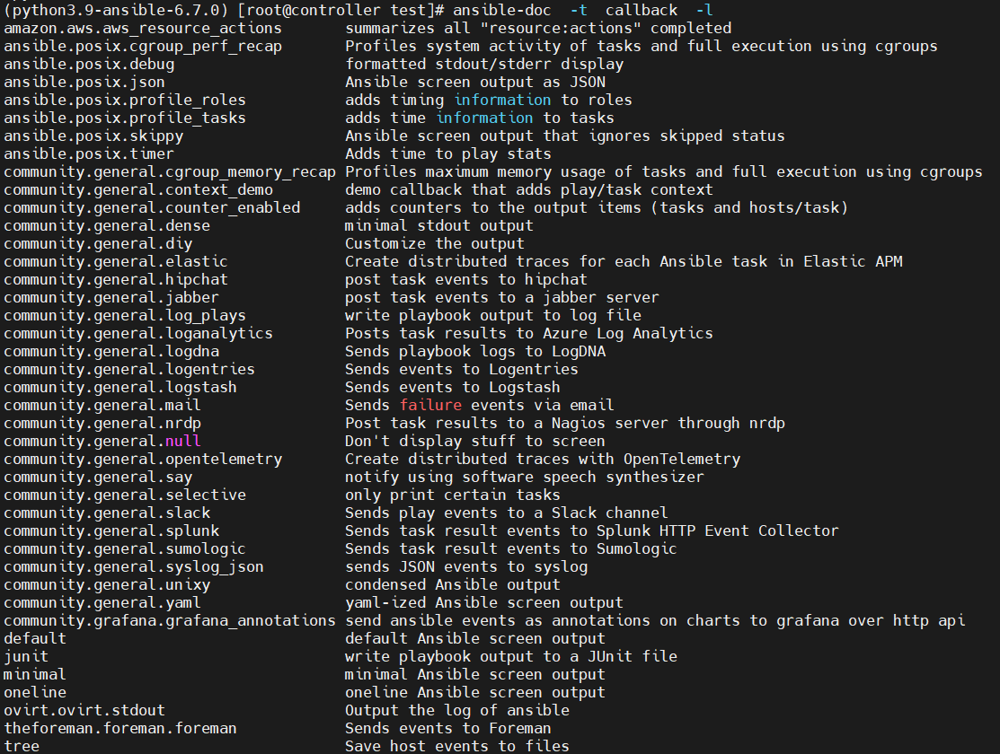 (python3.9-ansible-6.7.0) [root@controller test]# ansible-doc  -t  callback  -l
amazon.aws.aws_resource_actions       summarizes all "resource:actions" completed
ansible.posix.cgroup_perf_recap       Profiles system activity of tasks and full execution using cgroups
ansible.posix.debug                   formatted stdout/stderr display
ansible.posix.json                    Ansible screen output as JSON
ansible.posix.profile_roles           adds timing information to roles
ansible.posix.profile_tasks           adds time information to tasks
ansible.posix.skippy                  Ansible screen output that ignores skipped status
ansible.posix.timer                   Adds time to play stats
community.general.cgroup_memory_recap Profiles maximum memory usage of tasks and full execution using cgroups
community.general.context_demo        demo callback that adds play/task context
community.general.counter_enabled     adds counters to the output items (tasks and hosts/task)
community.general.dense               minimal stdout output
community.general.diy                 Customize the output
community.general.elastic             Create distributed traces for each Ansible task in Elastic APM
community.general.hipchat             post task events to hipchat
community.general.jabber              post task events to a jabber server
community.general.log_plays           write playbook output to log file
community.general.loganalytics        Posts task results to Azure Log Analytics
community.general.logdna              Sends playbook logs to LogDNA
community.general.logentries          Sends events to Logentries
community.general.logstash            Sends events to Logstash
community.general.mail                Sends failure events via email
community.general.nrdp                Post task results to a Nagios server through nrdp
community.general.null                Don't display stuff to screen
community.general.opentelemetry       Create distributed traces with OpenTelemetry
community.general.say                 notify using software speech synthesizer
community.general.selective           only print certain tasks
community.general.slack               Sends play events to a Slack channel
community.general.splunk              Sends task result events to Splunk HTTP Event Collector
community.general.sumologic           Sends task result events to Sumologic
community.general.syslog_json         sends JSON events to syslog
community.general.unixy               condensed Ansible output
community.general.yaml                yaml-ized Ansible screen output
community.grafana.grafana_annotations send ansible events as annotations on charts to grafana over http api
default                               default Ansible screen output
junit                                 write playbook output to a JUnit file
minimal                               minimal Ansible screen output
oneline                               oneline Ansible screen output
ovirt.ovirt.stdout                    Output the log of ansible
theforeman.foreman.foreman            Sends events to Foreman
tree                                  Save host events to files